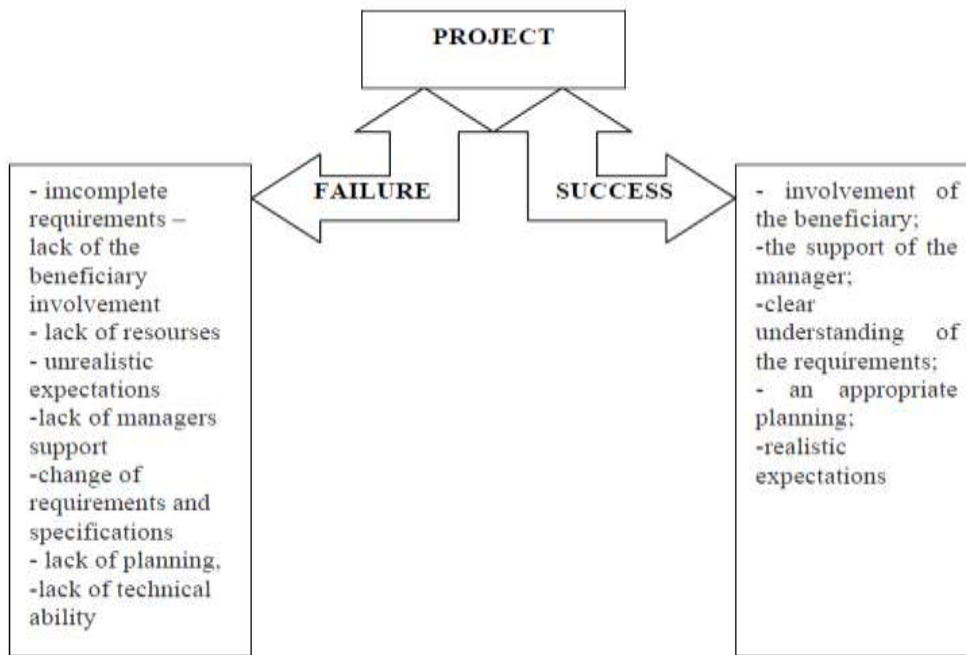 PROJECT
FAILURE
SUCCESS
- imcomplete
requirements –
lack of the
beneficiary
involvement
- lack of resourses
- unrealistic
expectations
-lack of managers
support
-change of
requirements and
specifications
- lack of planning,
-lack of technical
ability
- involvement of
the beneficiary;
-the support of the
manager;
-clear
understanding of
the requirements;
- an appropriate
planning;
-realistic
expectations